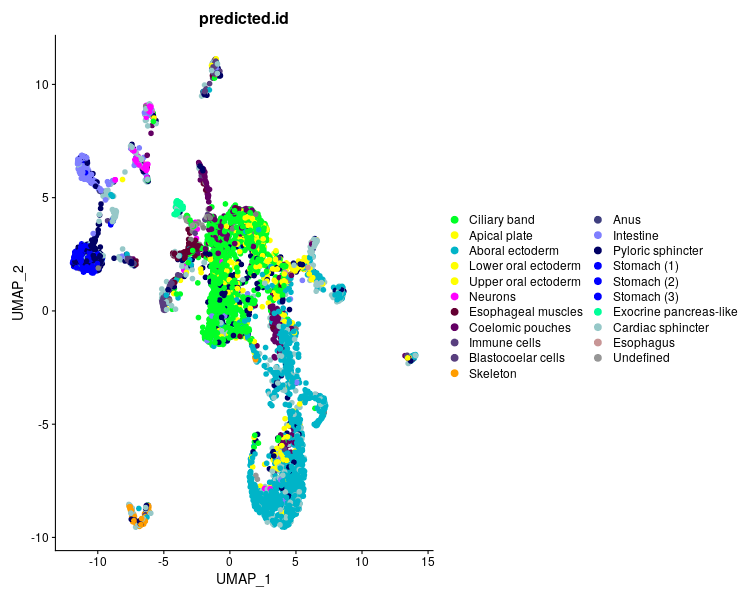 predicted.id
UMAP_2
10
5
0
-5
-10
-10
-5
0
5
10
15
UMAP_1
Ciliary band
Apical plate
Aboral ectoderm
Lower oral ectoderm
Upper oral ectoderm
Neurons
Esophageal muscles
Coelomic pouches
Immune cells
Blastocoelar cells
Skeleton
Anus
Intestine
Pyloric sphincter
Stomach (1)
Stomach (2)
Stomach (3)
Exocrine pancreas-like
Cardiac sphincter
Esophagus
Undefined